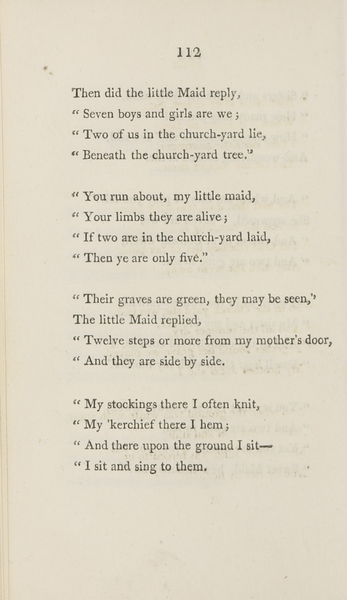 112
Then did the little Maid reply,
“ Seven boys and girls are we ;
“ Two of us in the church-yard lie,
“ Beneath the church-yard tree.”
“ You run about, my little maid,
“ Your limbs they are alive ;
“ If two are in the church-yard laid,
“ Then ye are only five.”
“ Their graves are green, they may be seen,”
The little Maid replied,
“ Twelve steps or more from my mother’s door,
“ And they are side by side.
“ My stockings there I often knit,
“ My ’kerchief there I hem ;
“ And there upon the ground I sit—
“ I sit and sing to them.